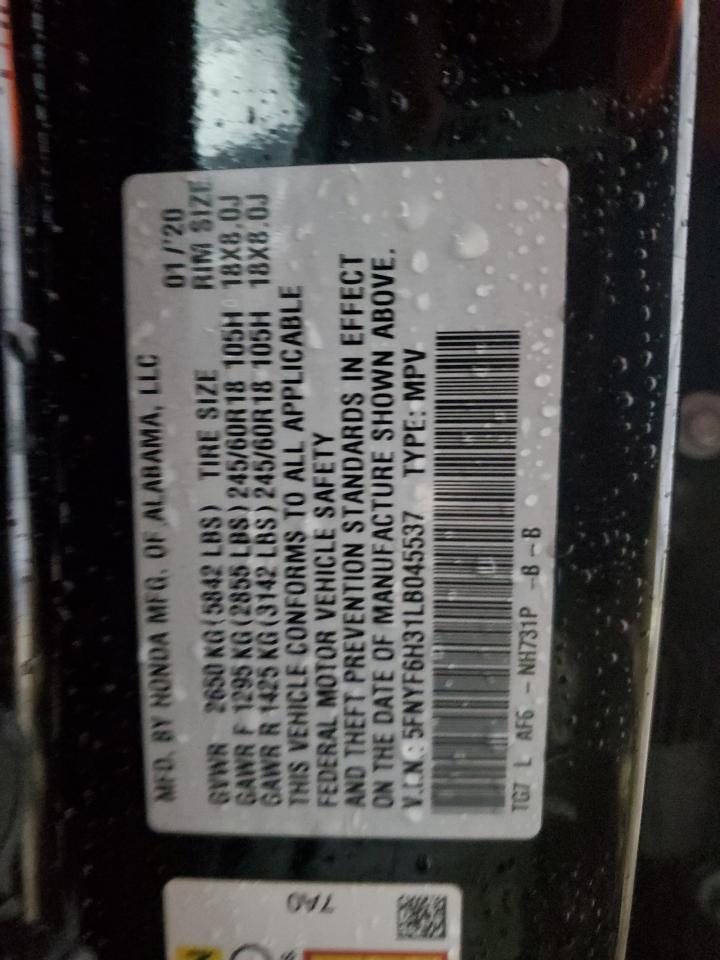 MFD. BY HONDA MFG. OF ALABAMA, LLC 01/'20
GVWR 2650 KG(5842 LBS) TIRE SIZE RIM SIZE
GAWR F 1295 KG(2855 LBS)245/60R18 105H 18X8.0J
GAWR R 1425 KG(3142 LBS)245/60R18 105H 18X8.0J
THIS VEHICLE CONFORMS TO ALL APPLICABLE
FEDERAL MOTOR VEHICLE SAFETY
AND THEFT PREVENTION STANDARDS IN EFFECT
ON THE DATE OF MANUFACTURE SHOWN ABOVE.
V.I.N.: 5FNYF6H31LB045537 TYPE: MPV
TG7 L AF6 - NH731P -B -B
7A0